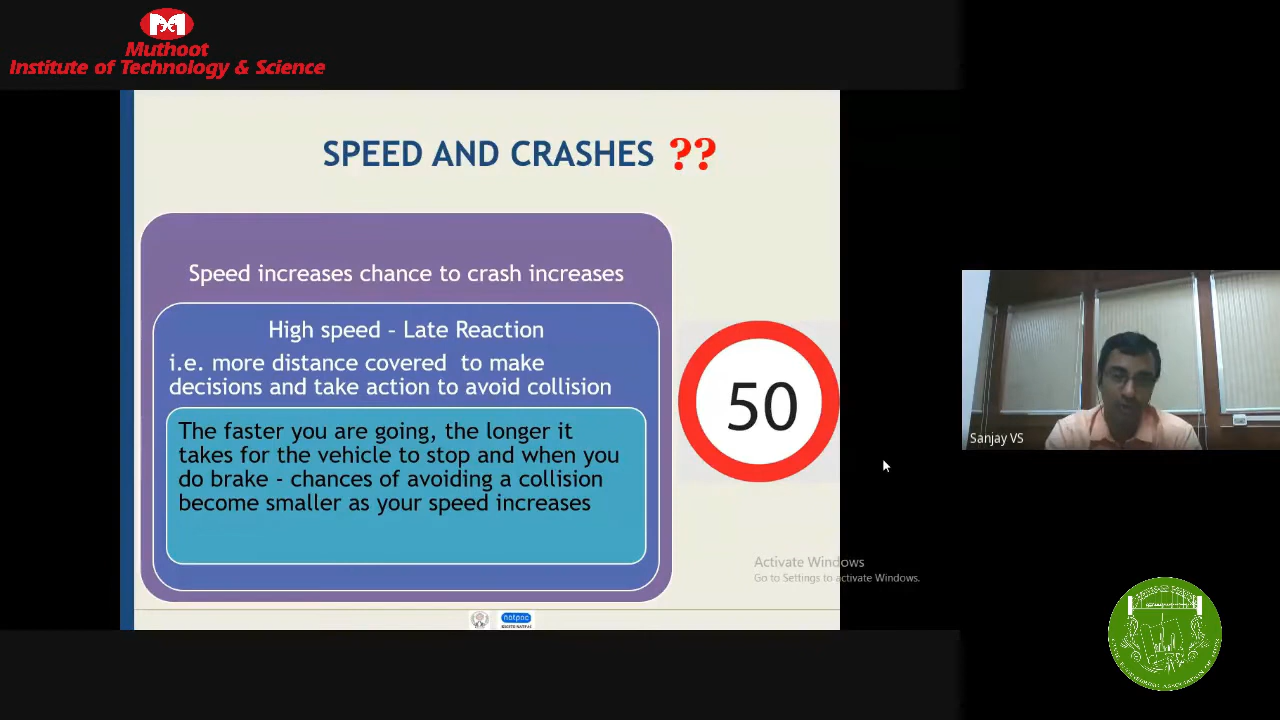 Muthoot
Institute of Technology & Science
SPEED AND CRASHES ??
Speed increases chance to crash increases
High speed – Late Reaction
i.e. more distance covered to make
decisions and take action to avoid collision
The faster you are going, the longer it
takes for the vehicle to stop and when you
do brake - chances of avoiding a collision
become smaller as your speed increases
50
Sanjay VS
Activate Windows
Go to Settings to activate Windows.
natpac